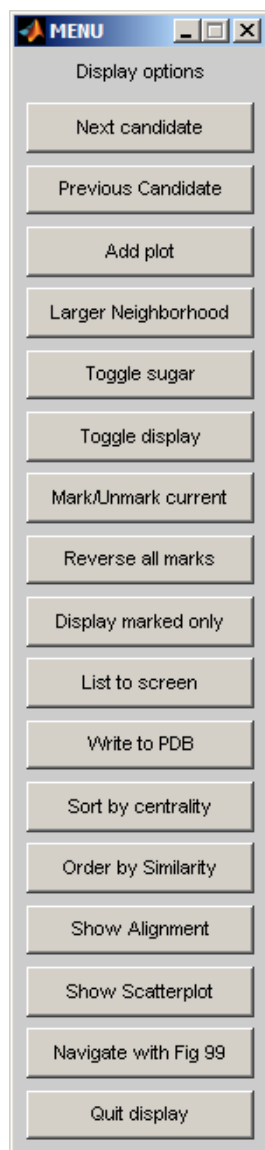 MENU
Display options
Next candidate
Previous Candidate
Add plot
Larger Neighborhood
Toggle sugar
Toggle display
Mark/Unmark current
Reverse all marks
Display marked only
List to screen
Write to PDB
Sort by centrality
Order by Similarity
Show Alignment
Show Scatterplot
Navigate with Fig 99
Quit display